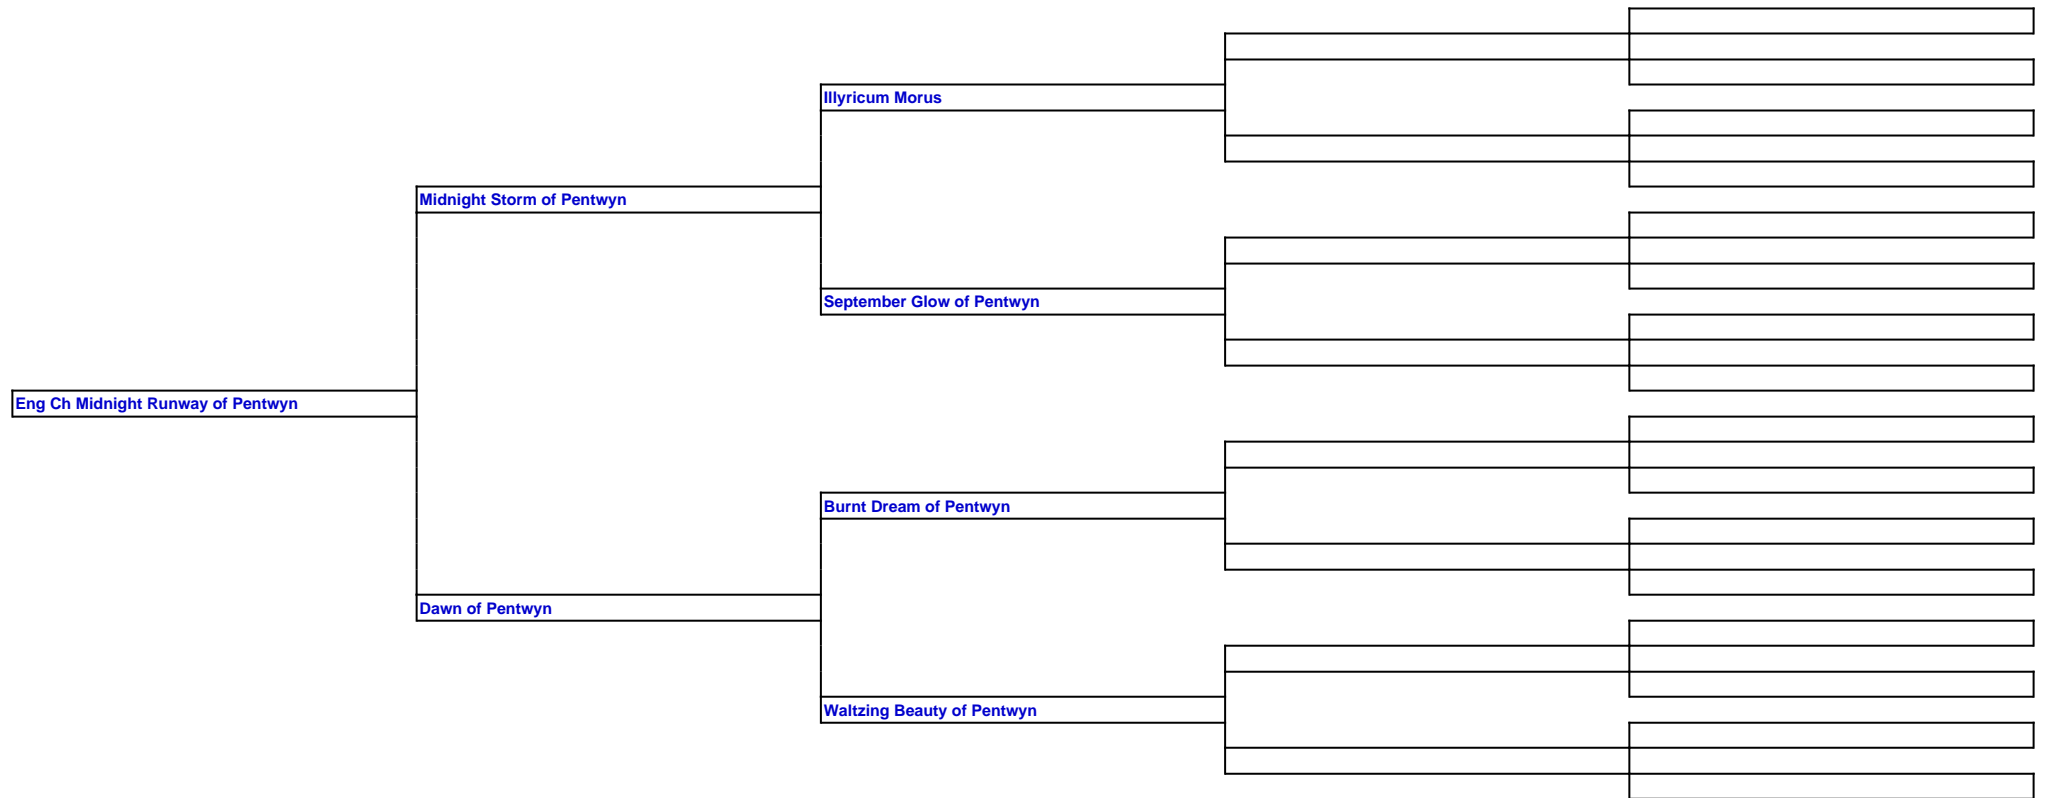 Illyricum Morus
Midnight Storm of Pentwyn
September Glow of Pentwyn
Eng Ch Midnight Runway of Pentwyn
Burnt Dream of Pentwyn
Dawn of Pentwyn
Waltzing Beauty of Pentwyn